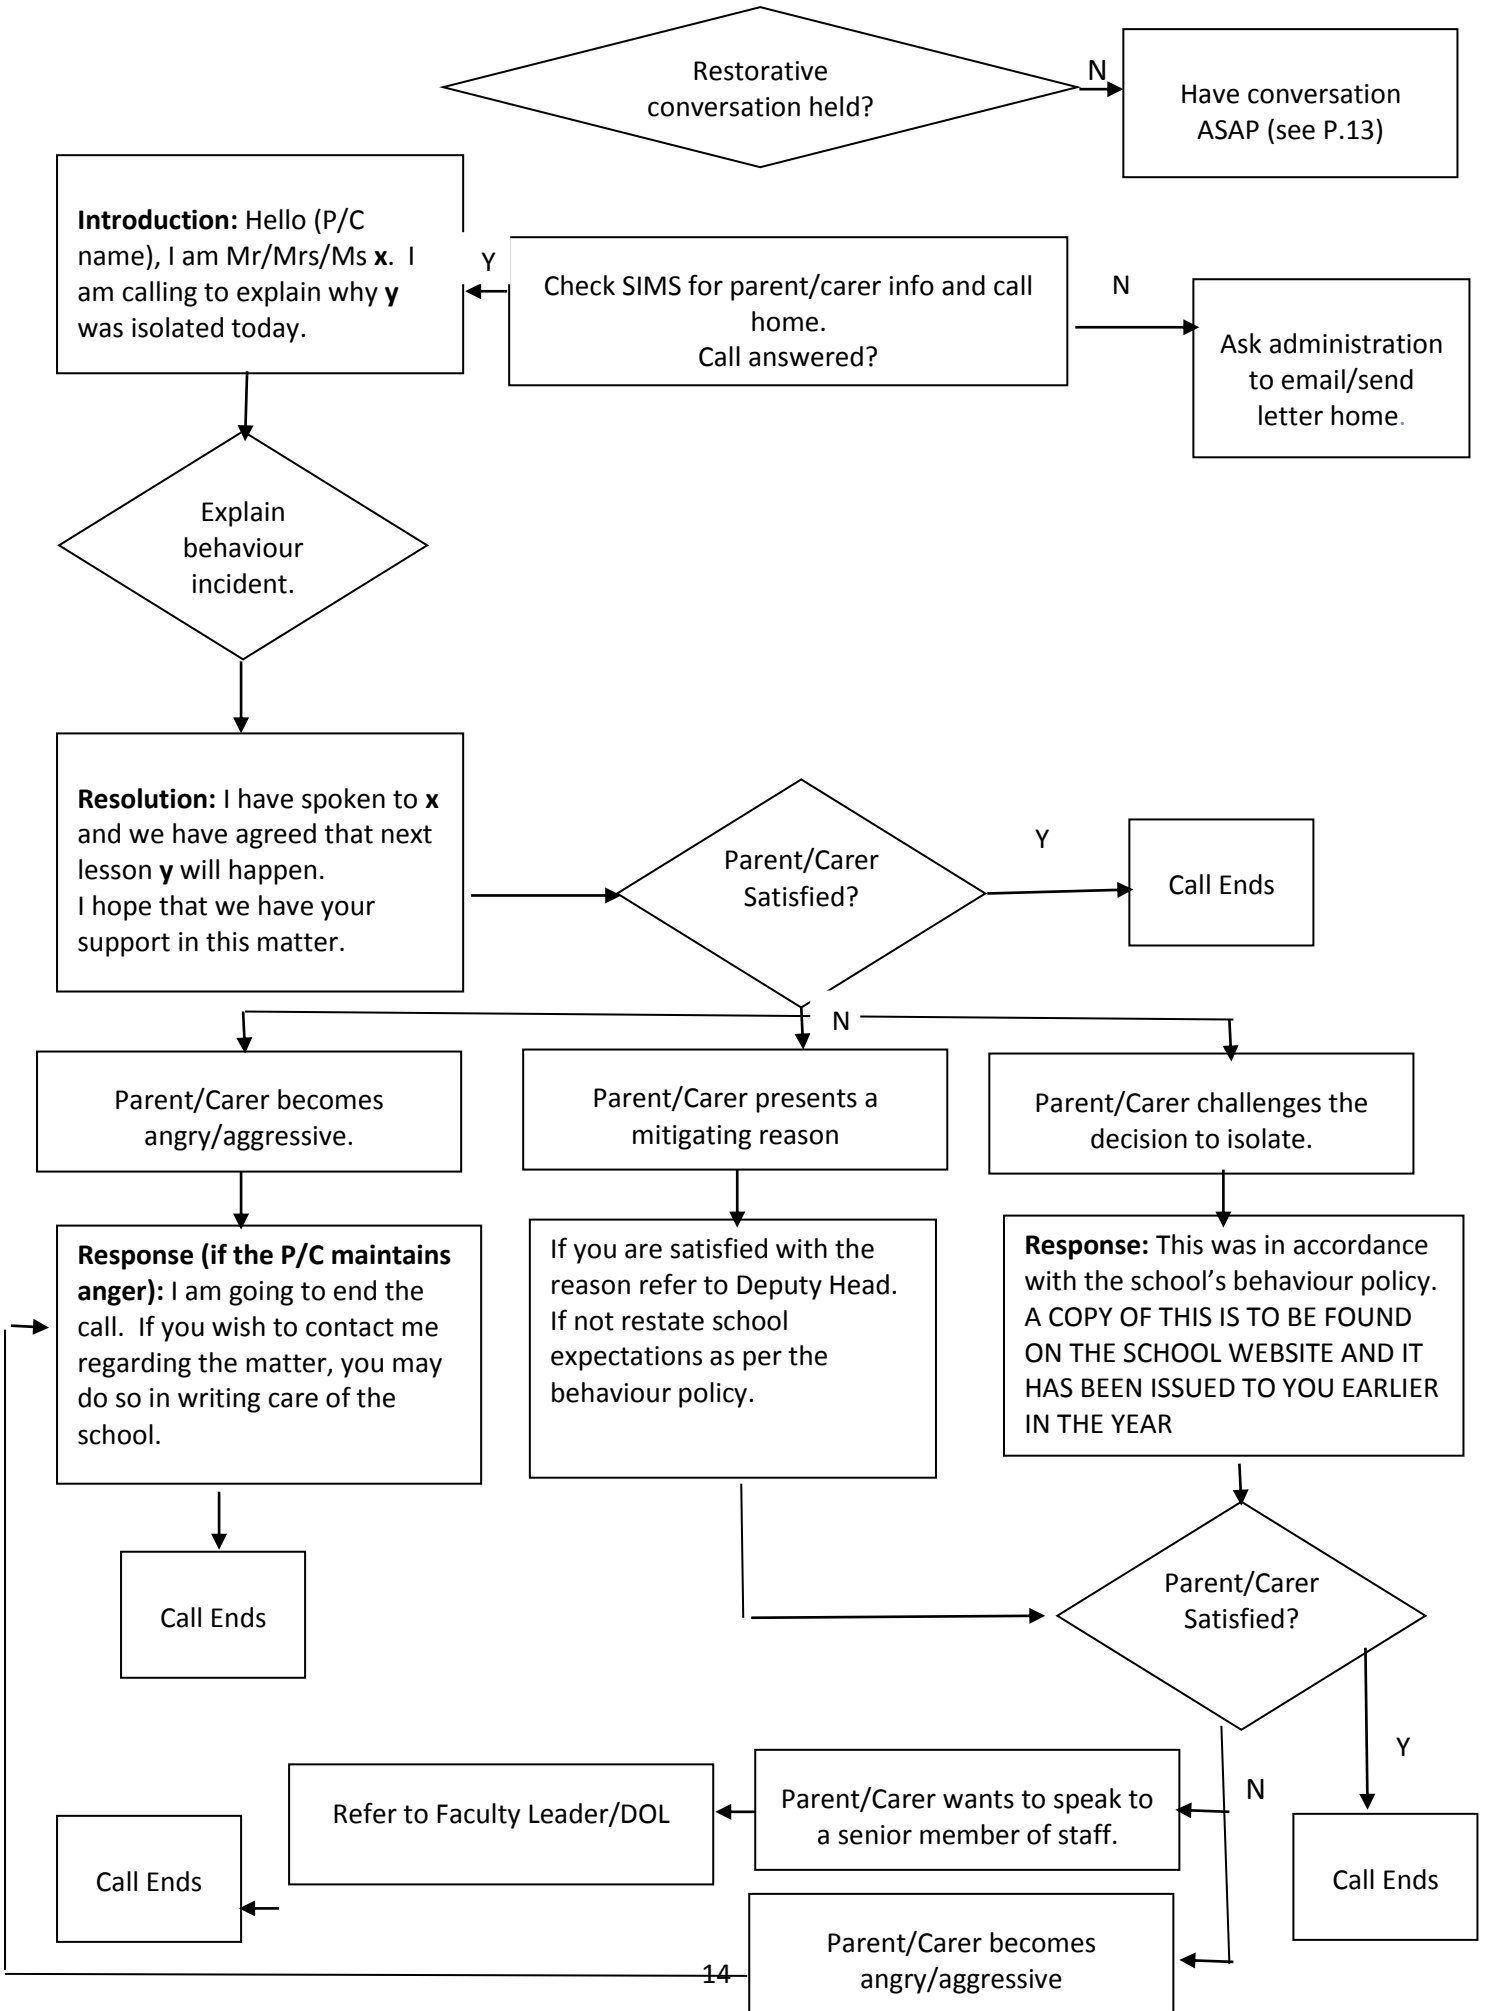 Restorative
conversation held?
N
Have conversation
ASAP (see P.13)
Introduction: Hello (P/C
name), I am Mr/Mrs/Ms x.  I
am calling to explain why y
was isolated today.
Y
Check SIMS for parent/carer info and call
home.
Call answered?
N
Ask administration
to email/send
letter home.
Explain
behaviour
incident.
Resolution: I have spoken to x
and we have agreed that next
lesson y will happen.
I hope that we have your
support in this matter.
Parent/Carer
Satisfied?
Y
Call Ends
N
Parent/Carer becomes
angry/aggressive.
Parent/Carer presents a
mitigating reason
Parent/Carer challenges the
decision to isolate.
Response (if the P/C maintains
anger): I am going to end the
call.  If you wish to contact me
regarding the matter, you may
do so in writing care of the
school.
If you are satisfied with the
reason refer to Deputy Head.
If not restate school
expectations as per the
behaviour policy.
Response: This was in accordance
with the school’s behaviour policy.
A COPY OF THIS IS TO BE FOUND
ON THE SCHOOL WEBSITE AND IT
HAS BEEN ISSUED TO YOU EARLIER
IN THE YEAR
Call Ends
Parent/Carer
Satisfied?
Y
N
Parent/Carer wants to speak to
a senior member of staff.
Refer to Faculty Leader/DOL
Call Ends
Call Ends
Parent/Carer becomes
angry/aggressive
14